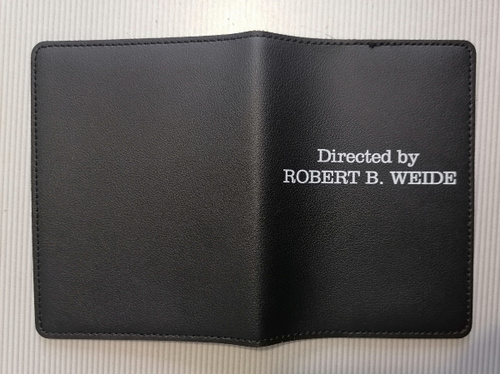 Directed by
ROBERT B. WEIDE